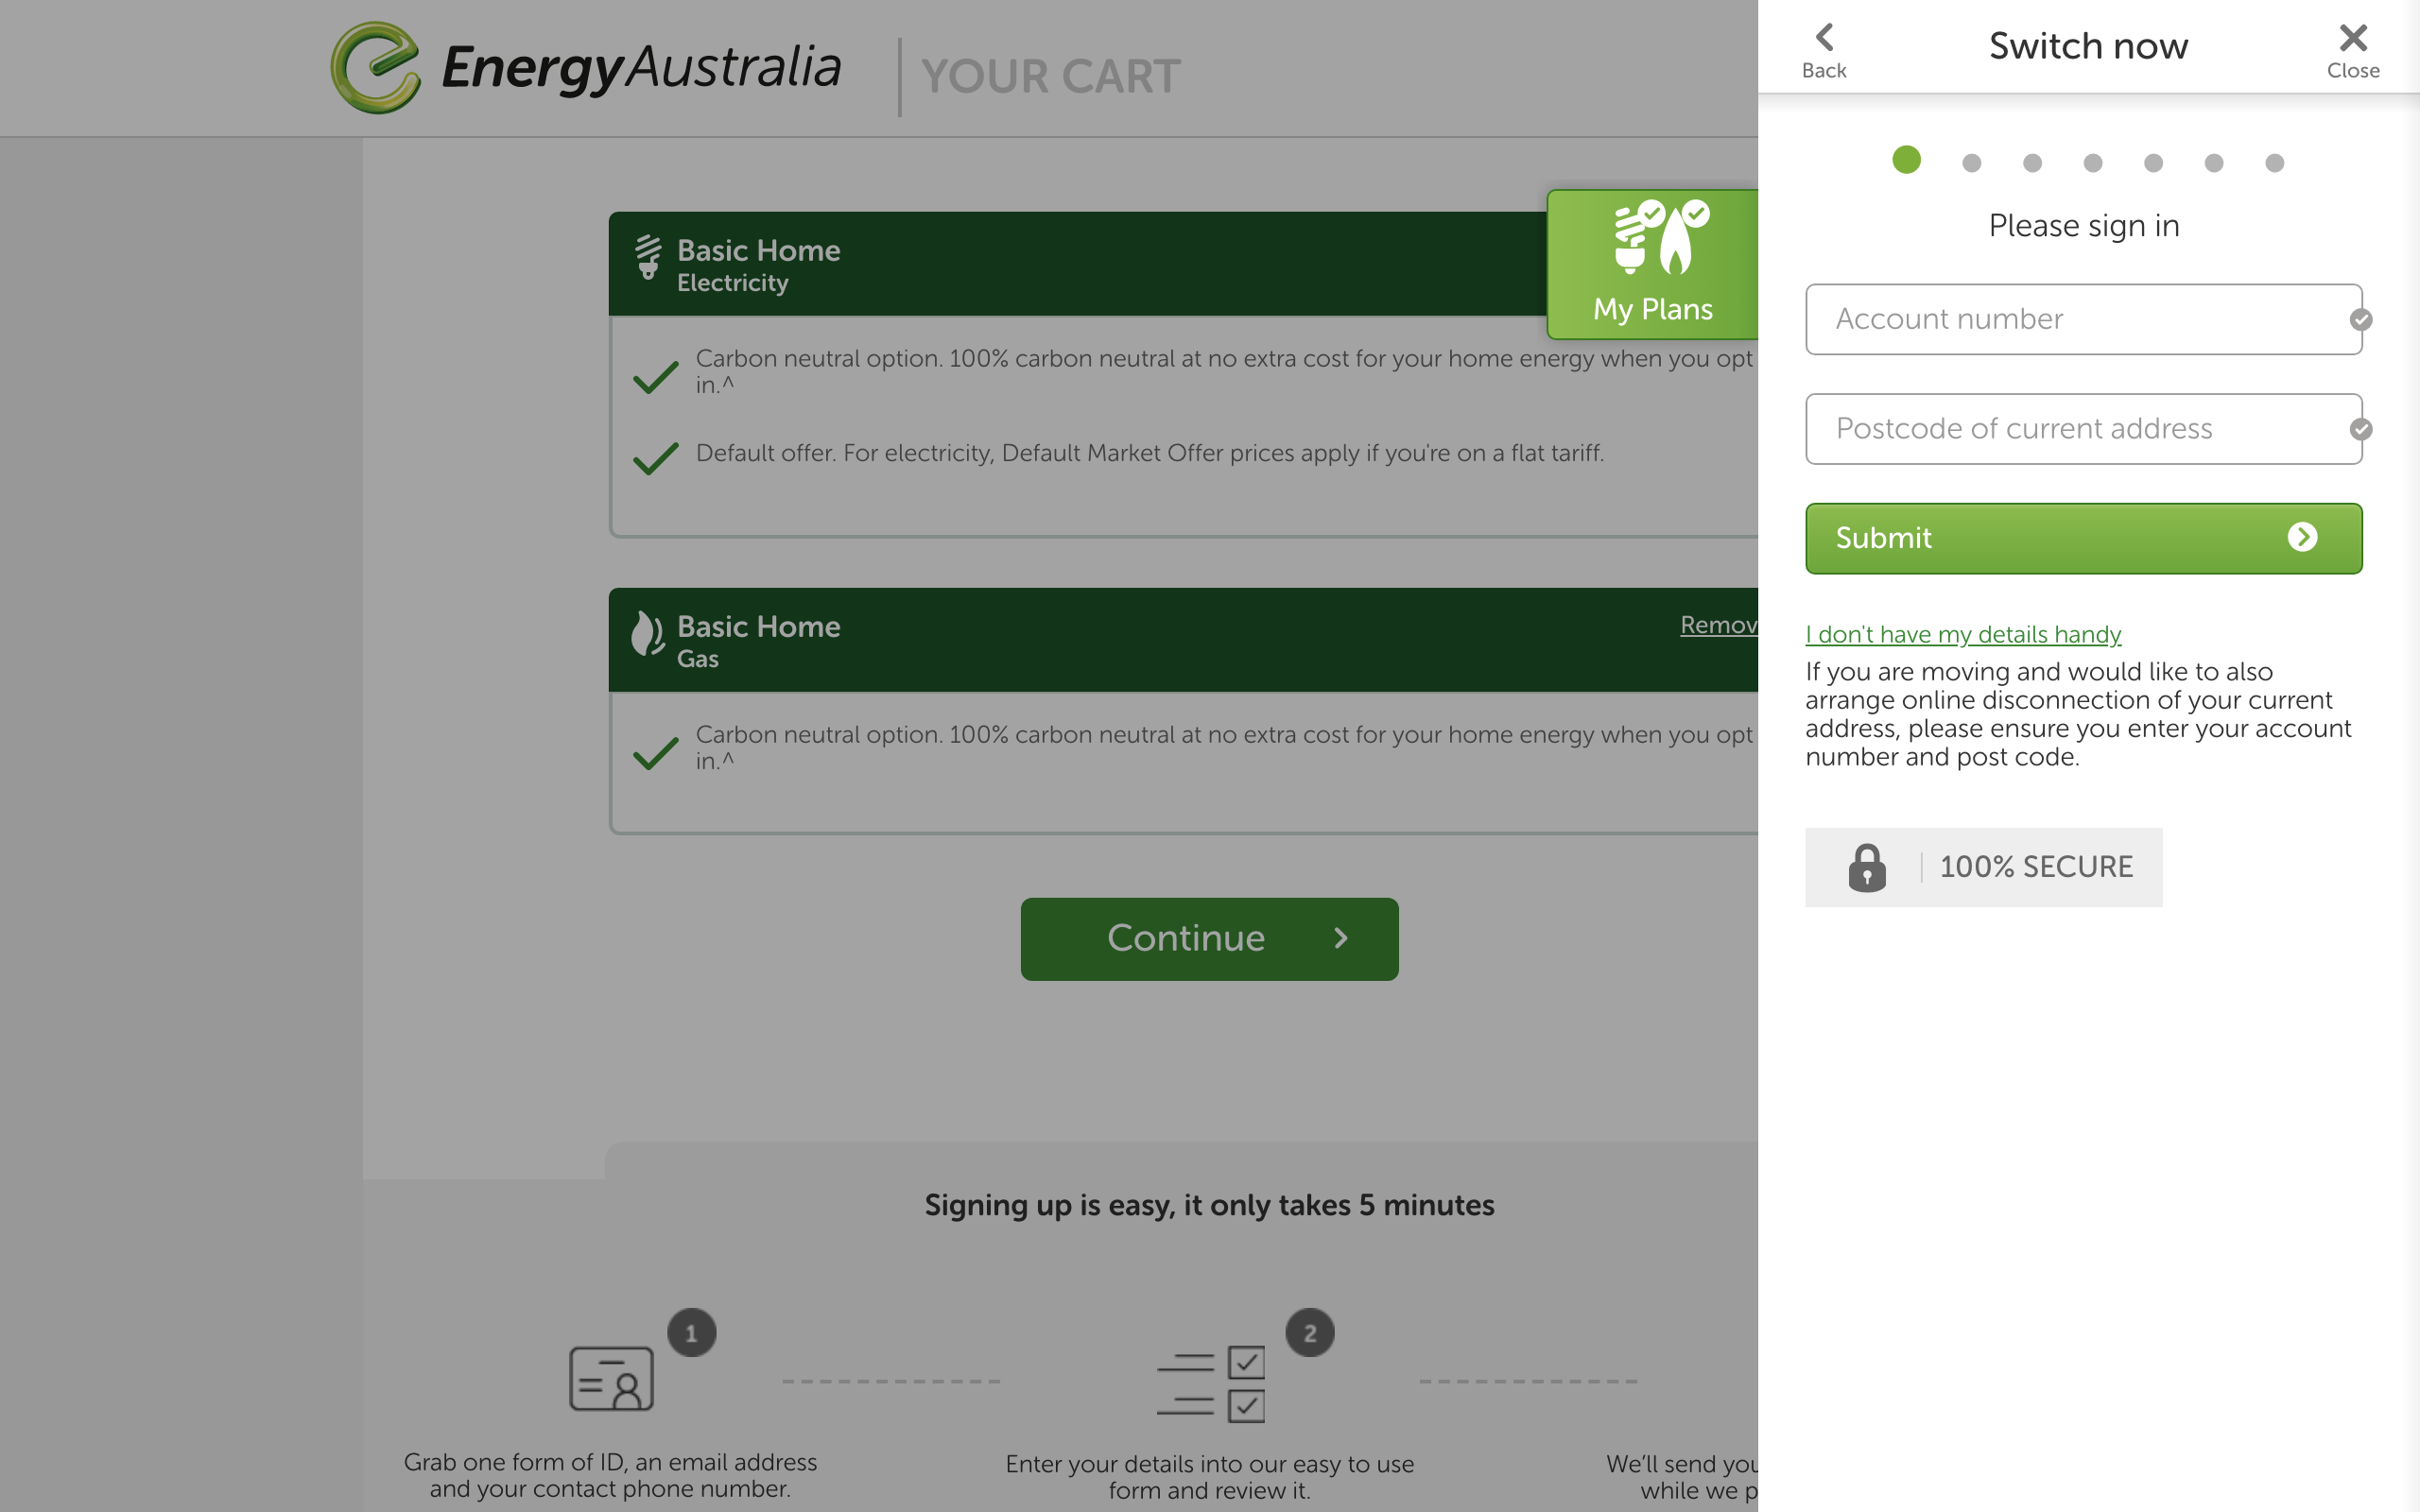 EnergyAustralia
YOUR CART
Basic Home
Electricity
My Plans
Carbon neutral option. 100% carbon neutral at no extra cost for your home energy when you opt
in.^
Default offer. For electricity, Default Market Offer prices apply if you're on a flat tariff.
Basic Home
Gas
Carbon neutral option. 100% carbon neutral at no extra cost for your home energy when you opt
in.^
Continue
Signing up is easy, it only takes 5 minutes
1
2
Grab one form of ID, an email address
and your contact phone number.
Enter your details into our easy to use
form and review it.
We'll send
while we
Back
Switch now
Close
Please sign in
Account number
Postcode of current address
Submit
I don't have my details handy
If you are moving and would like to also
arrange online disconnection of your current
address, please ensure you enter your account
number and post code.
100% SECURE